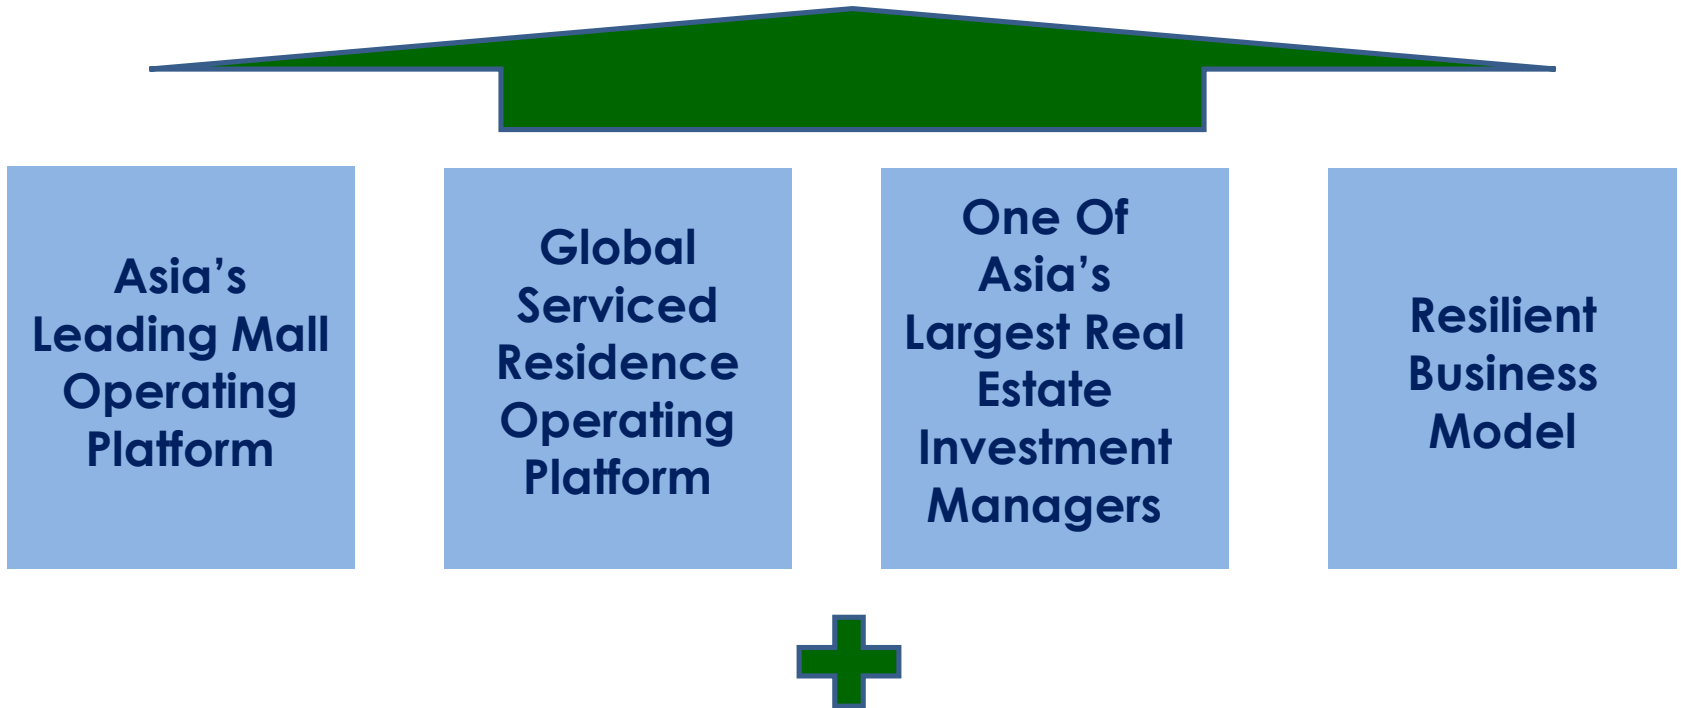 Asia’s
Leading Mall
Operating
Platform
Global
Serviced
Residence
Operating
Platform
One Of
Asia’s
Largest Real
Estate
Investment
Managers
Resilient
Business
Model